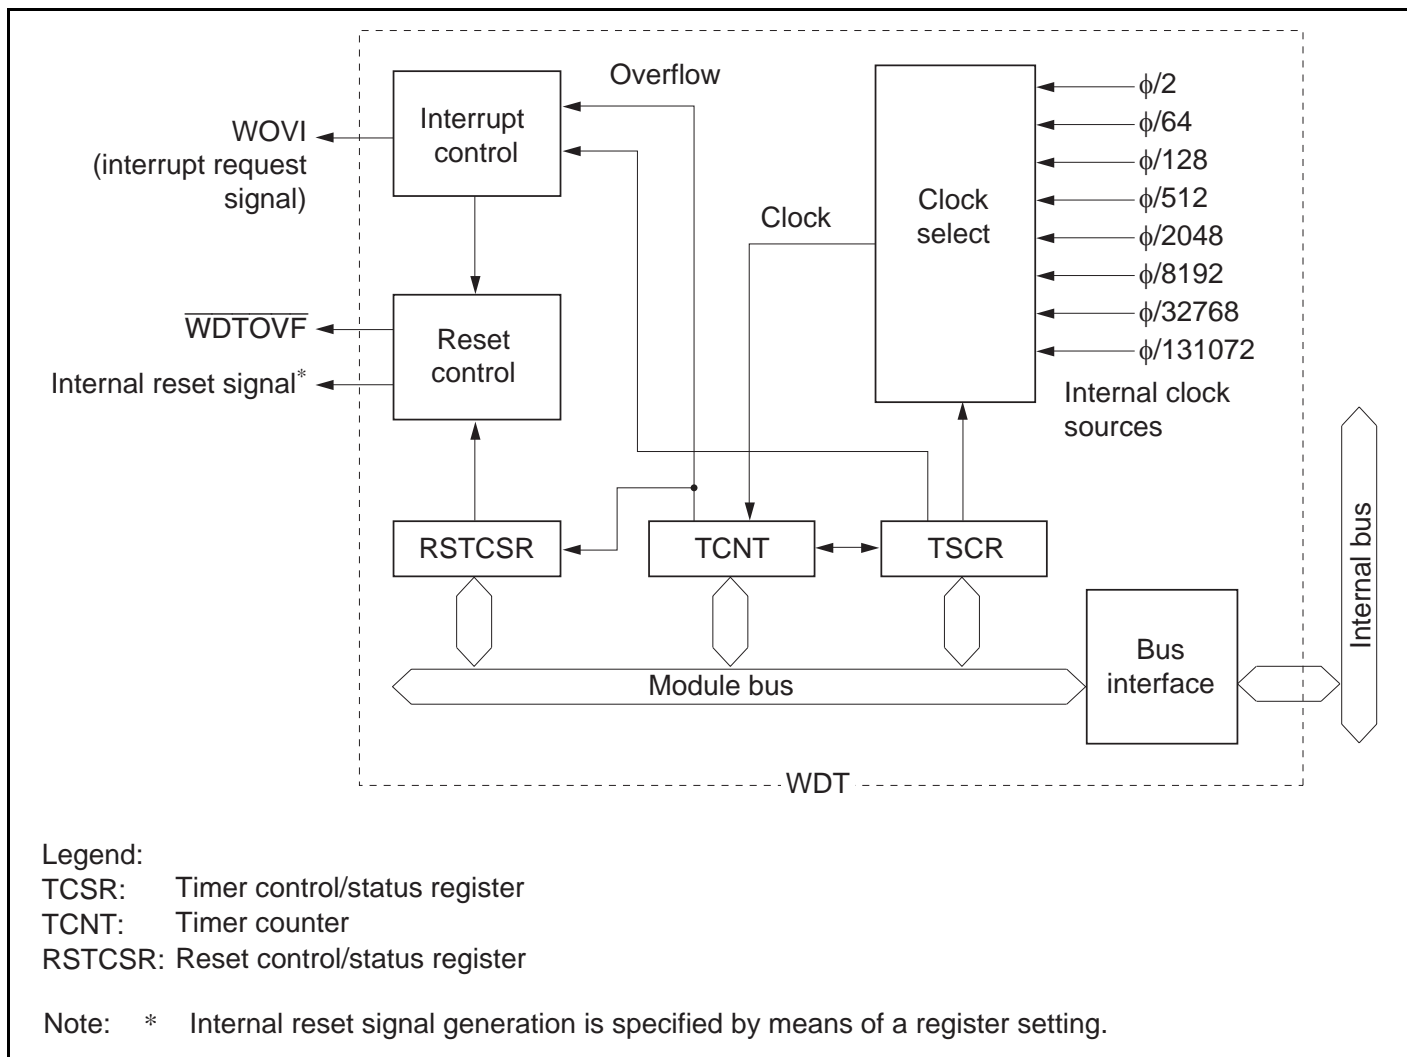 Overflow
Interrupt
control
WOVI
(interrupt request
signal)
Clock
select
Clock
ϕ/2
ϕ/64
ϕ/128
ϕ/512
ϕ/2048
ϕ/8192
ϕ/32768
ϕ/131072
Internal clock
sources
WDTOVF
Internal reset signal*
Reset
control
RSTCSR
TCNT
TSCR
Internal bus
Module bus
Bus
interface
WDT
Legend:
TCSR: Timer control/status register
TCNT: Timer counter
RSTCSR: Reset control/status register
Note: * Internal reset signal generation is specified by means of a register setting.